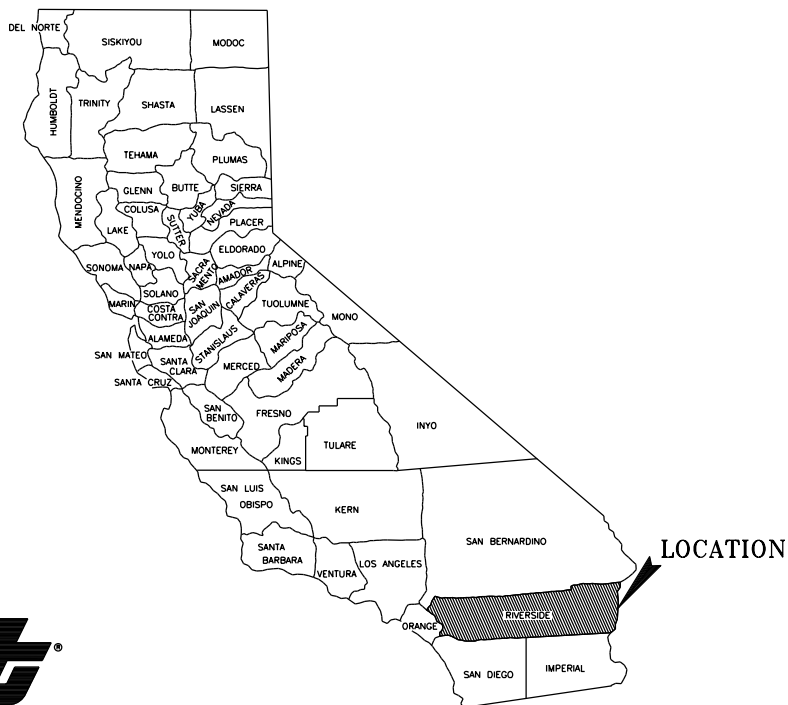 DEL NORTE
SISKIYOU
MODOC
HUMBOLDT
TRINITY
SHASTA
LASSEN
TEHAMA
PLUMAS
MENDOCINO
GLENN
BUTTE
SIERRA
COLUSA
SUTTER
YUBA
NEVADA
LAKE
PLACER
YOLO
ELDORADO
SONOMA
NAPA
SACRA
MENTO
AMADOR
ALPINE
SOLANO
CALAVERAS
MARIN
COSTA
CONTRA
SAN
JOAQUIN
TUOLUMNE
MONO
ALAMEDA
STANISLAUS
MARIPOSA
SAN MATEO
SANTA
CLARA
MERCED
MADERA
SANTA CRUZ
SAN
BENITO
FRESNO
INYO
MONTEREY
KINGS
TULARE
SAN LUIS
OBISPO
KERN
SAN BERNARDINO
LOCATION
SANTA
BARBARA
VENTURA
LOS ANGELES
RIVERSIDE
ORANGE
SAN DIEGO
IMPERIAL
®